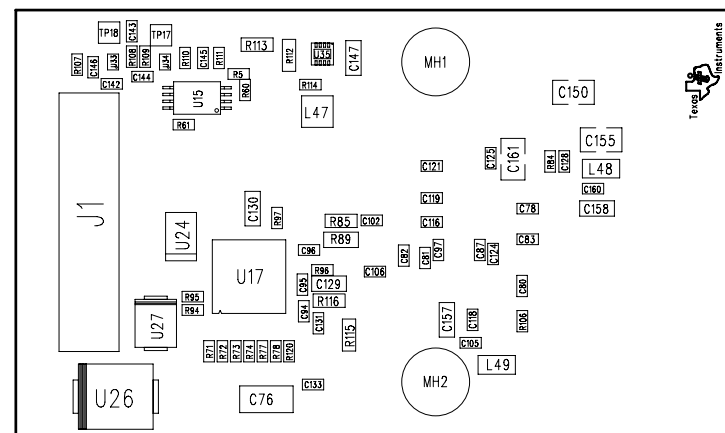 TP18
C143
TP17
R107
C146
U33
R108
R109
U34
R110
C145
R111
R113
R112
U35
C147
MH1
C142
C144
R5
R60
R114
U15
R61
L47
Texas
Instruments
C150
C155
C161
C125
R84
C128
L48
C160
C158
C121
C119
C116
C78
C83
J1
U24
C130
R97
R85
C102
R89
C96
U17
R96
C106
C95
C129
R116
C94
C131
R115
C82
C81
C97
C87
C124
C80
R106
R95
R94
U27
C157
C118
C105
R71
R72
R73
R74
R77
R78
R120
L49
U26
C76
C133
MH2